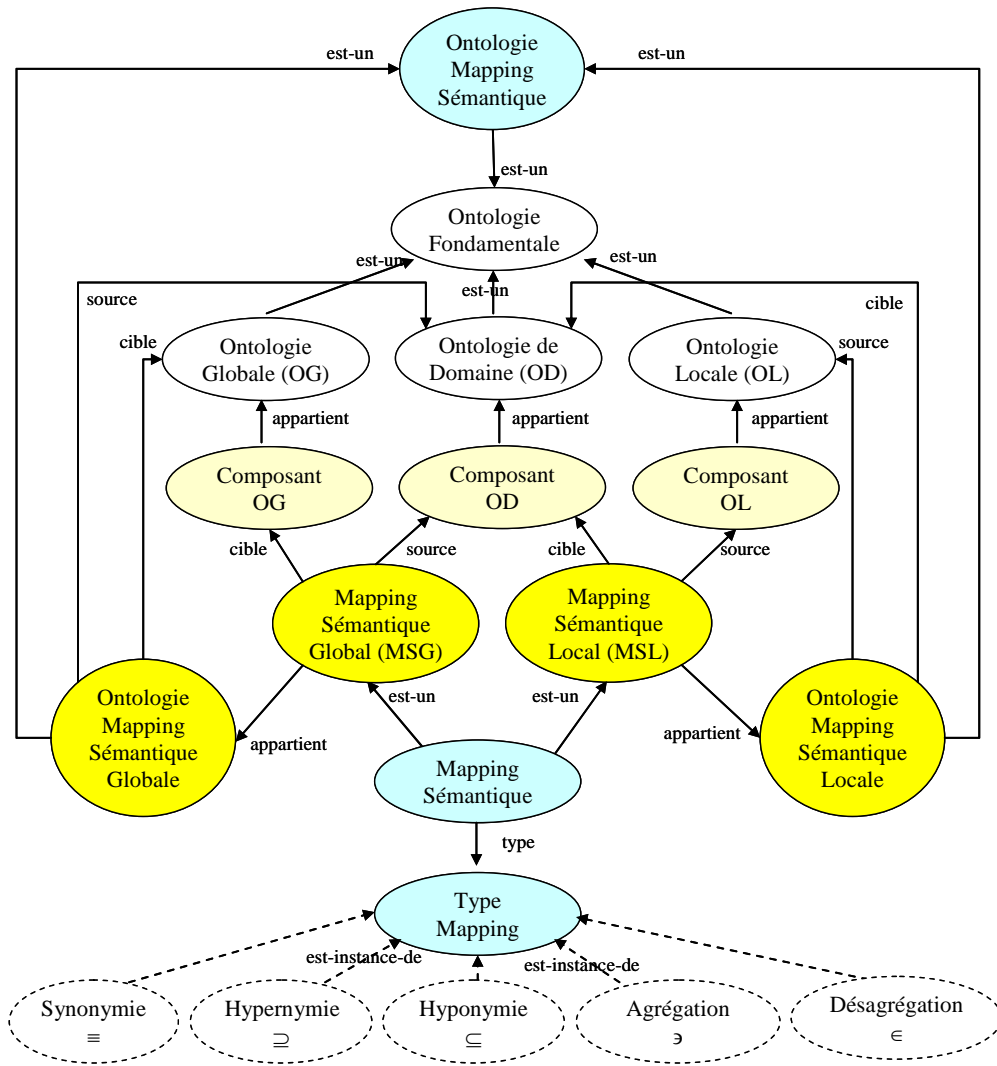 est-un
Ontologie
Mapping
Sémantique
est-un
est-un
Ontologie
Fondamentale
est-un
est-un
est-un
source
cible
cible
source
Ontologie
Globale (OG)
Ontologie de
Domaine (OD)
Ontologie
Locale (OL)
appartient
appartient
appartient
Composant
OG
Composant
OD
Composant
OL
cible
source
cible
source
Mapping
Sémantique
Global (MSG)
Mapping
Sémantique
Local (MSL)
Ontologie
Mapping
Sémantique
Globale
est-un
est-un
Ontologie
Mapping
Sémantique
Locale
appartient
appartient
Mapping
Sémantique
type
Type
Mapping
est-instance-de
est-instance-de
Synonymie
≡
Hypernymie
⊇
Hyponymie
⊆
Agrégation
∍
Désagrégation
∊